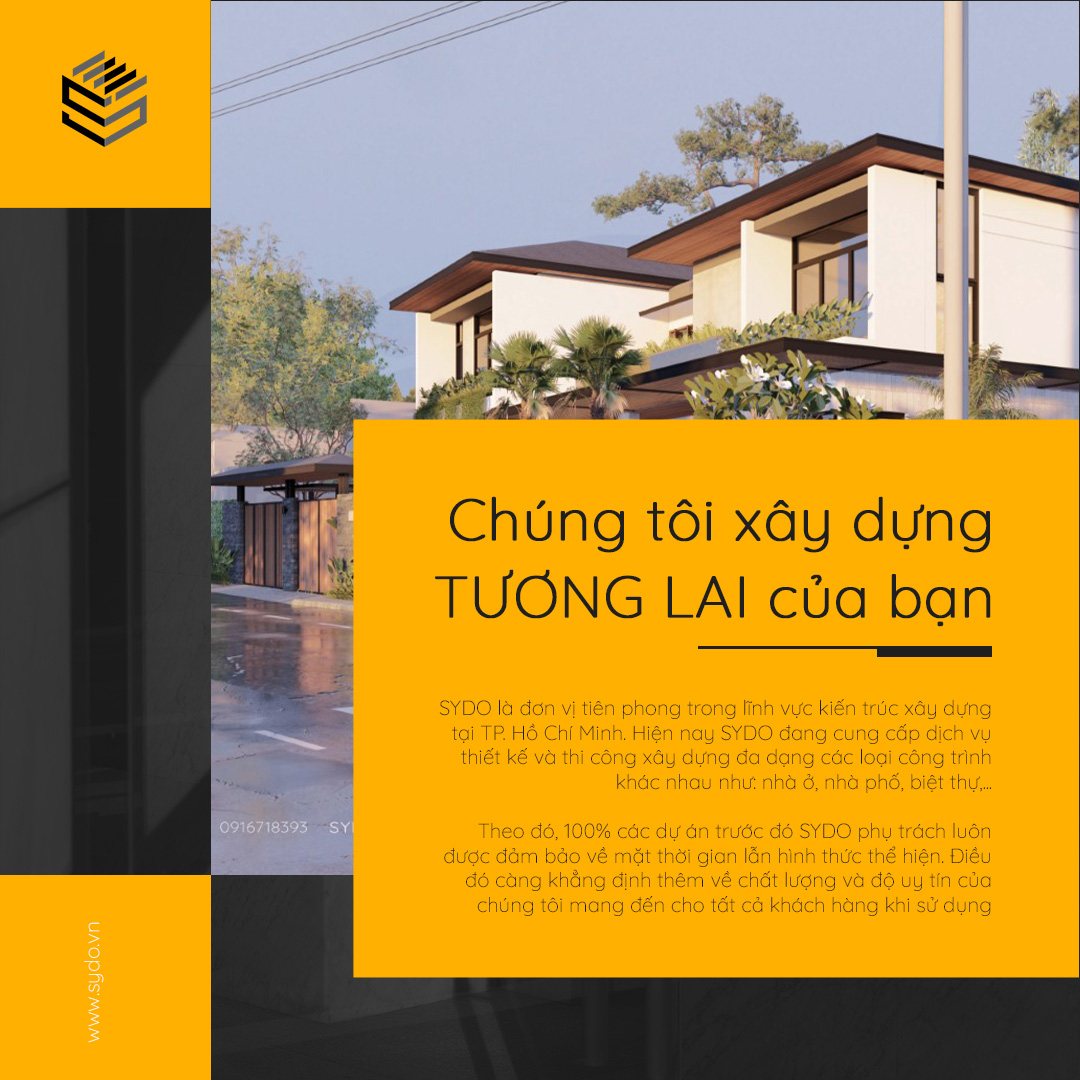 Chúng tôi xây dựng
TƯƠNG LAI của bạn
SYDO là đơn vị tiên phong trong lĩnh vực kiến trúc xây dựng
tại TP. Hồ Chí Minh. Hiện nay SYDO đang cung cấp dịch vụ
thiết kế và thi công xây dựng đa dạng các loại công trình
khác nhau như: nhà ở, nhà phố, biệt thự,...
Theo đó, 100% các dự án trước đó SYDO phụ trách luôn
được đảm bảo về mặt thời gian lẫn hình thức thể hiện. Điều
đó càng khẳng định thêm về chất lượng và độ uy tín của
chúng tôi mang đến cho tất cả khách hàng khi sử dụng
0916718393 SY
www.sydo.vn